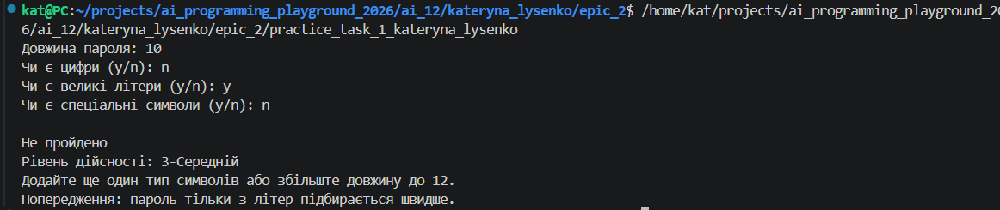 kat@PC:~/projects/ai_programming_playground_2026/ai_12/kateryna_lysenko/epic_2$ /home/kat/projects/ai_programming_playground_20
6/ai_12/kateryna_lysenko/epic_2/practice_task_1_kateryna_lysenko
Довжина пароля: 10
Чи є цифри (y/n): n
Чи є великі літери (y/n): y
Чи є спеціальні символи (y/n): n

Не пройдено
Рівень дійсності: 3-Середній
Додайте ще один тип символів або збільште довжину до 12.
Попередження: пароль тільки з літер підбирається швидше.